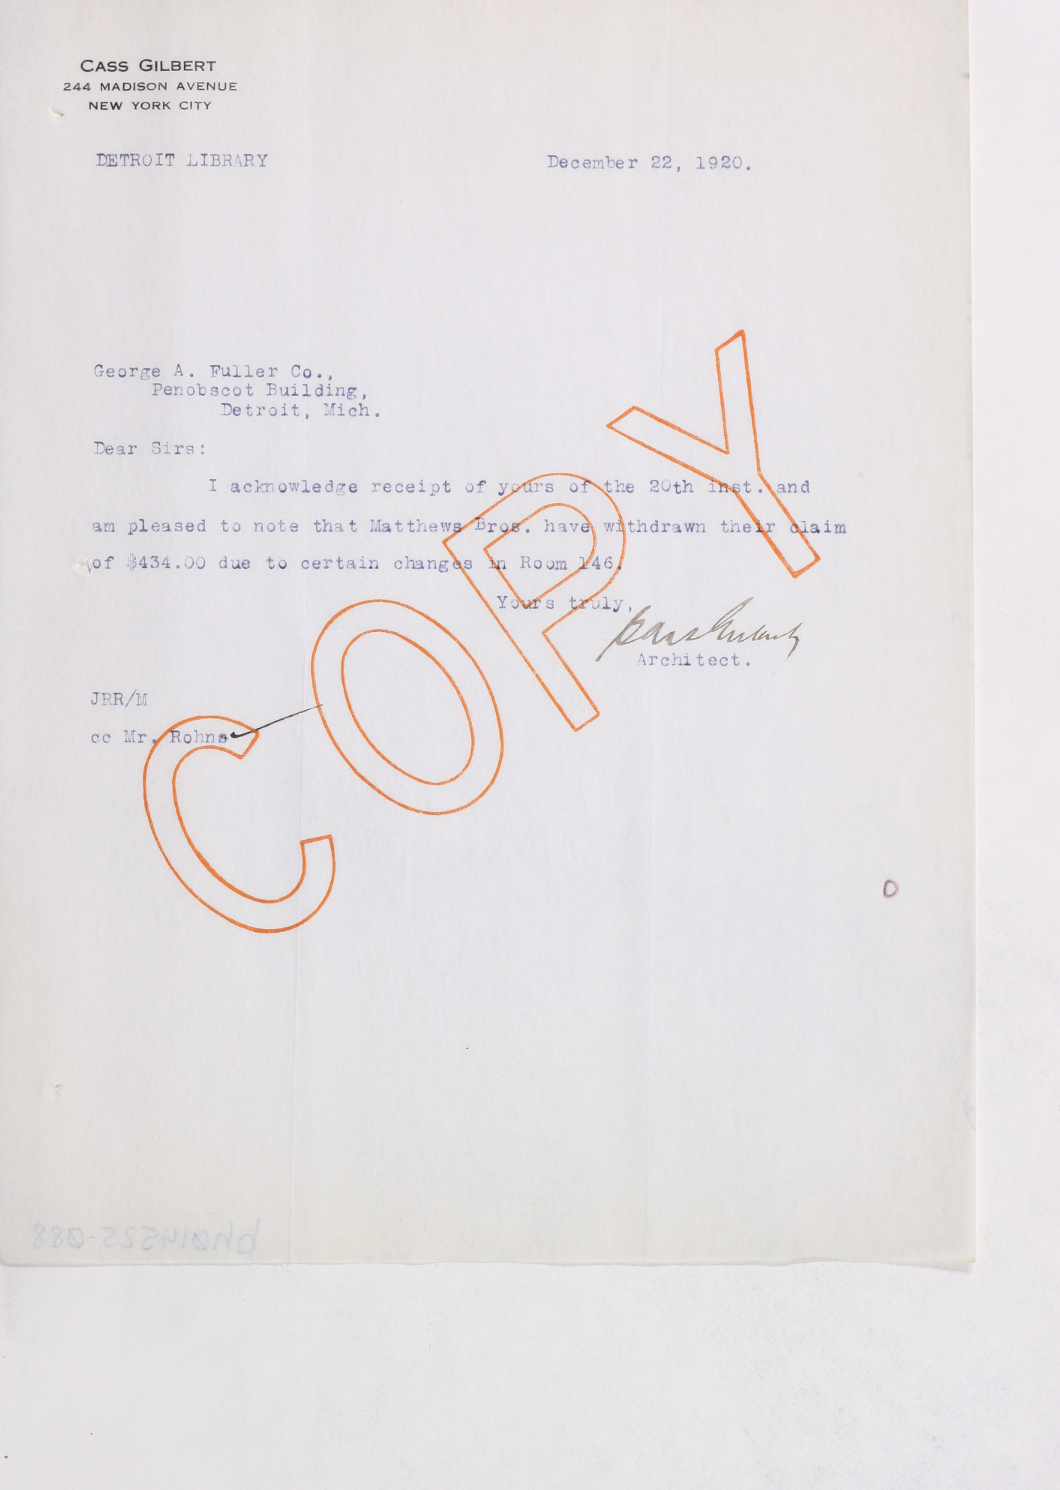 CASS GILBERT
244 MADISON AVENUE
NEW YORK CITY
DETROIT LIBRARY December 22, 1920.
George A. Fuller Co.,
Penobscot Building,
Detroit, Mich.
Dear Sirs:
I acknowledge receipt of yours of the 20th inst. and
am pleased to note that Matthews Bros. have withdrawn their claim
of $434.00 due to certain changes in Room 146.
Yours truly,
Cass Gilbert
Architect.
JRR/M
cc Mr. Rohns
COPY
D
bh014525-088